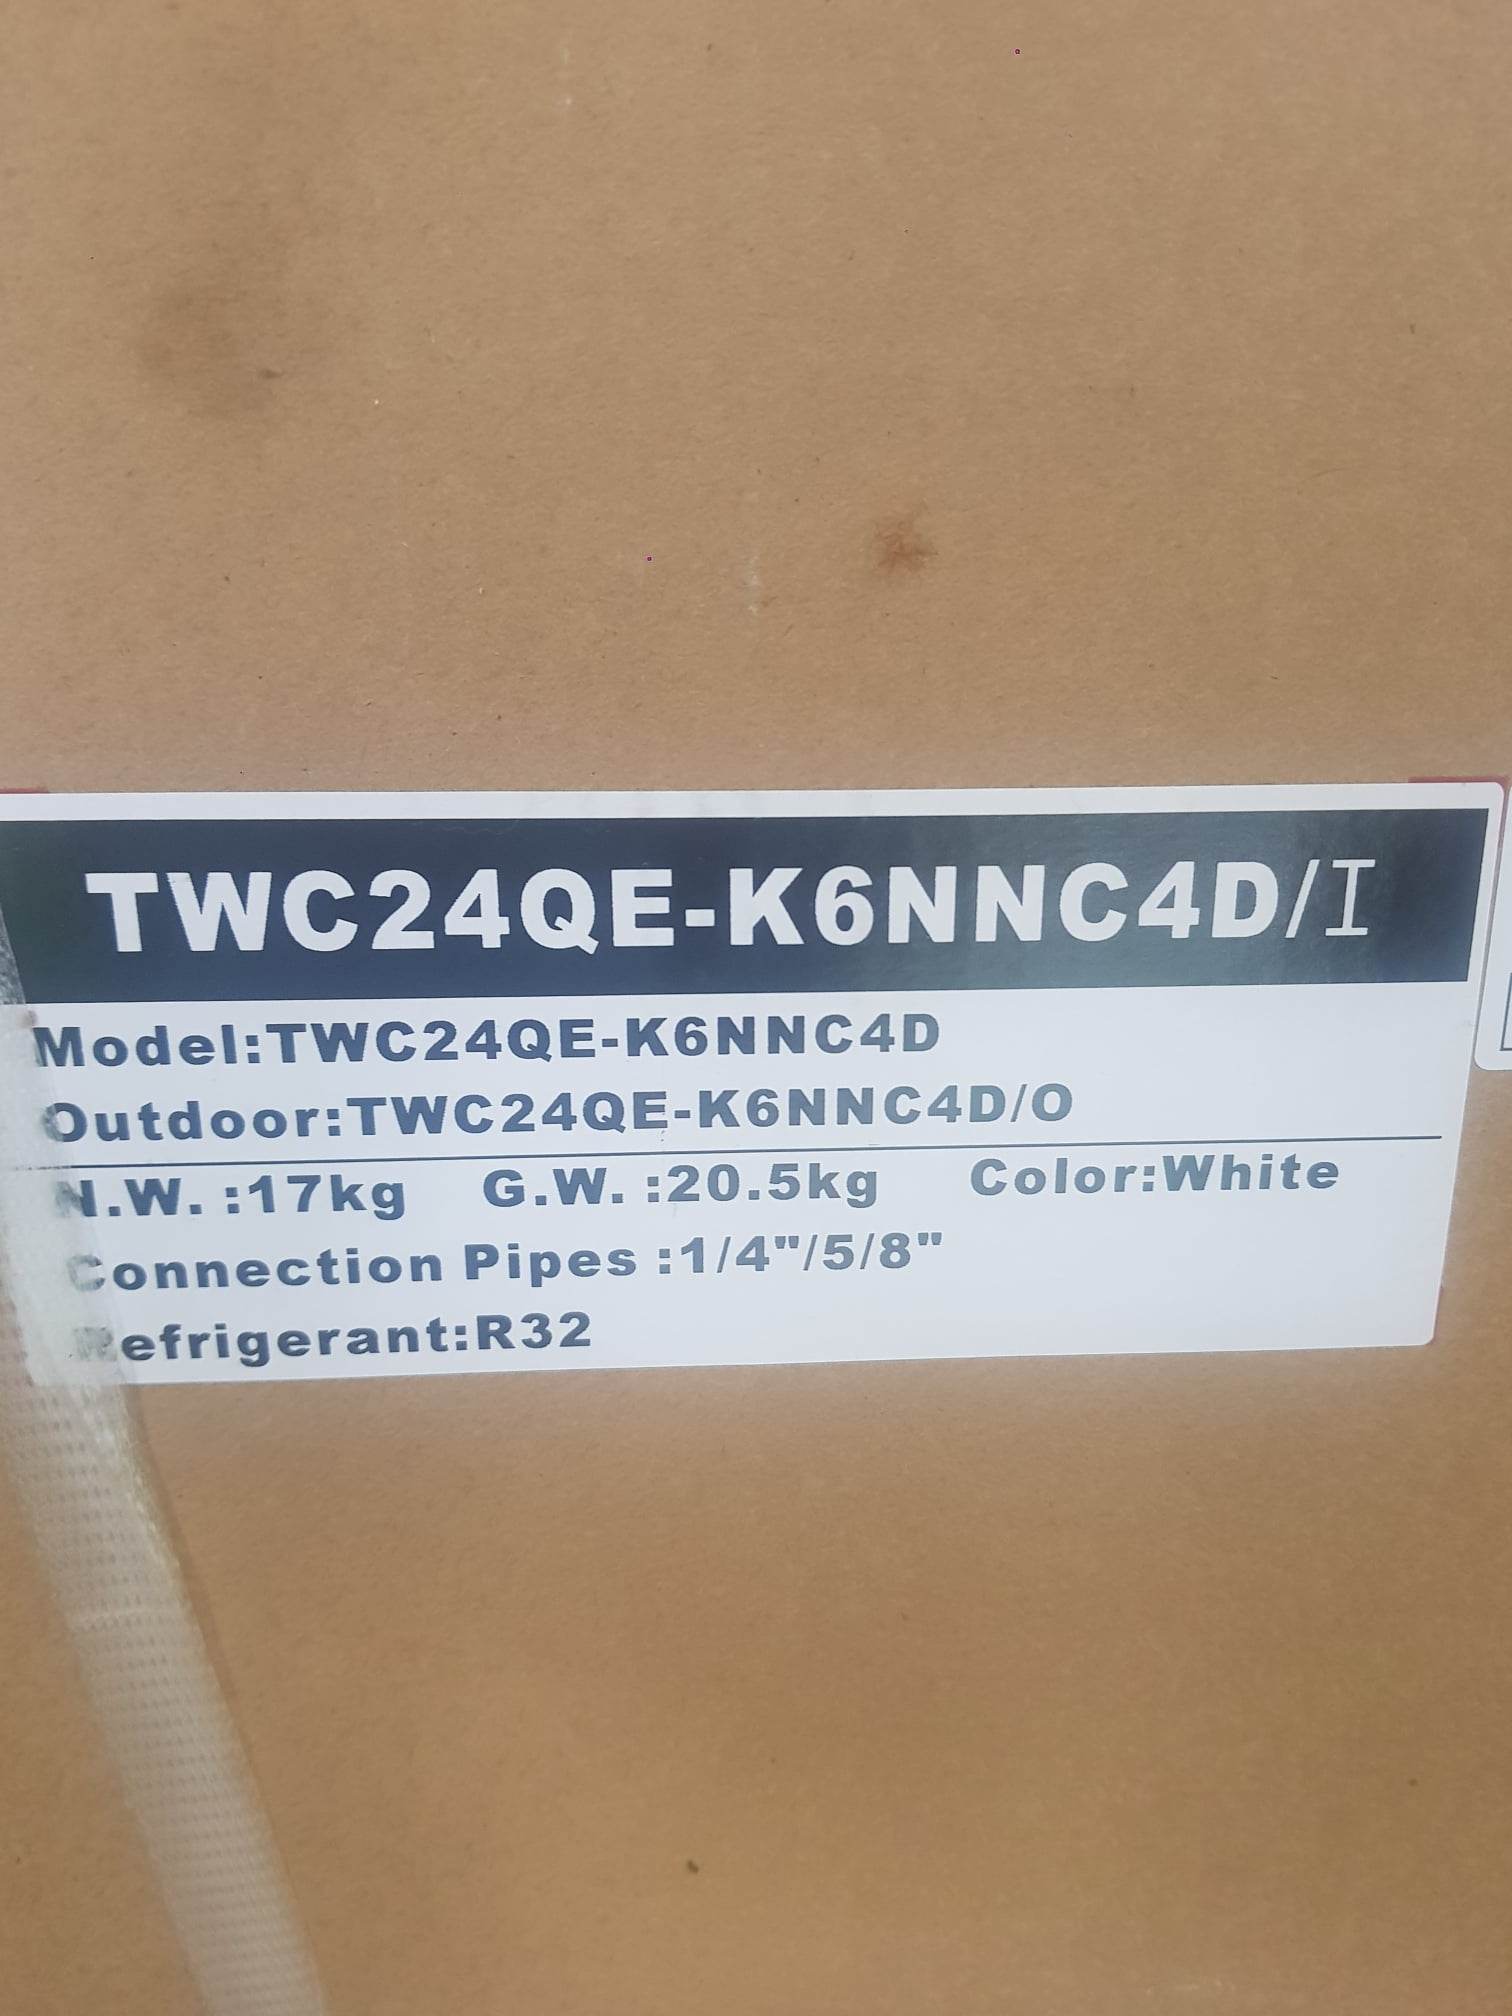 TWC24QE-K6NNC4D/I
Model:TWC24QE-K6NNC4D
Outdoor:TWC24QE-K6NNC4D/O
N.W. :17kg G.W. :20.5kg Color:White
Connection Pipes :1/4"/5/8"
Refrigerant:R32